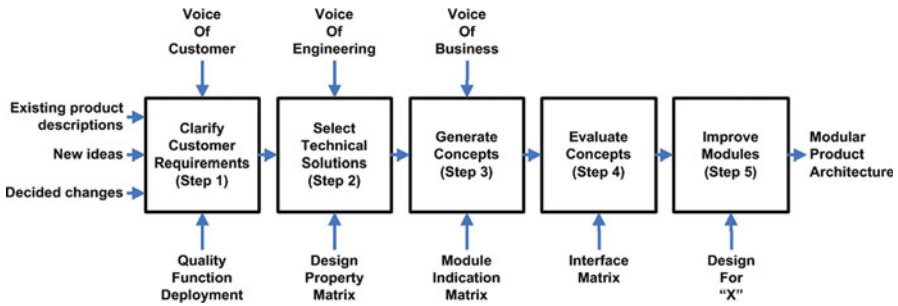 Voice
Of
Customer
Voice
Of
Engineering
Voice
Of
Business
Existing product
descriptions
New ideas
Decided changes
Clarify
Customer
Requirements
(Step 1)
Select
Technical
Solutions
(Step 2)
Generate
Concepts
(Step 3)
Evaluate
Concepts
(Step 4)
Improve
Modules
(Step 5)
Modular
Product
Architecture
Quality
Function
Deployment
Design
Property
Matrix
Module
Indication
Matrix
Interface
Matrix
Design
For
“X”